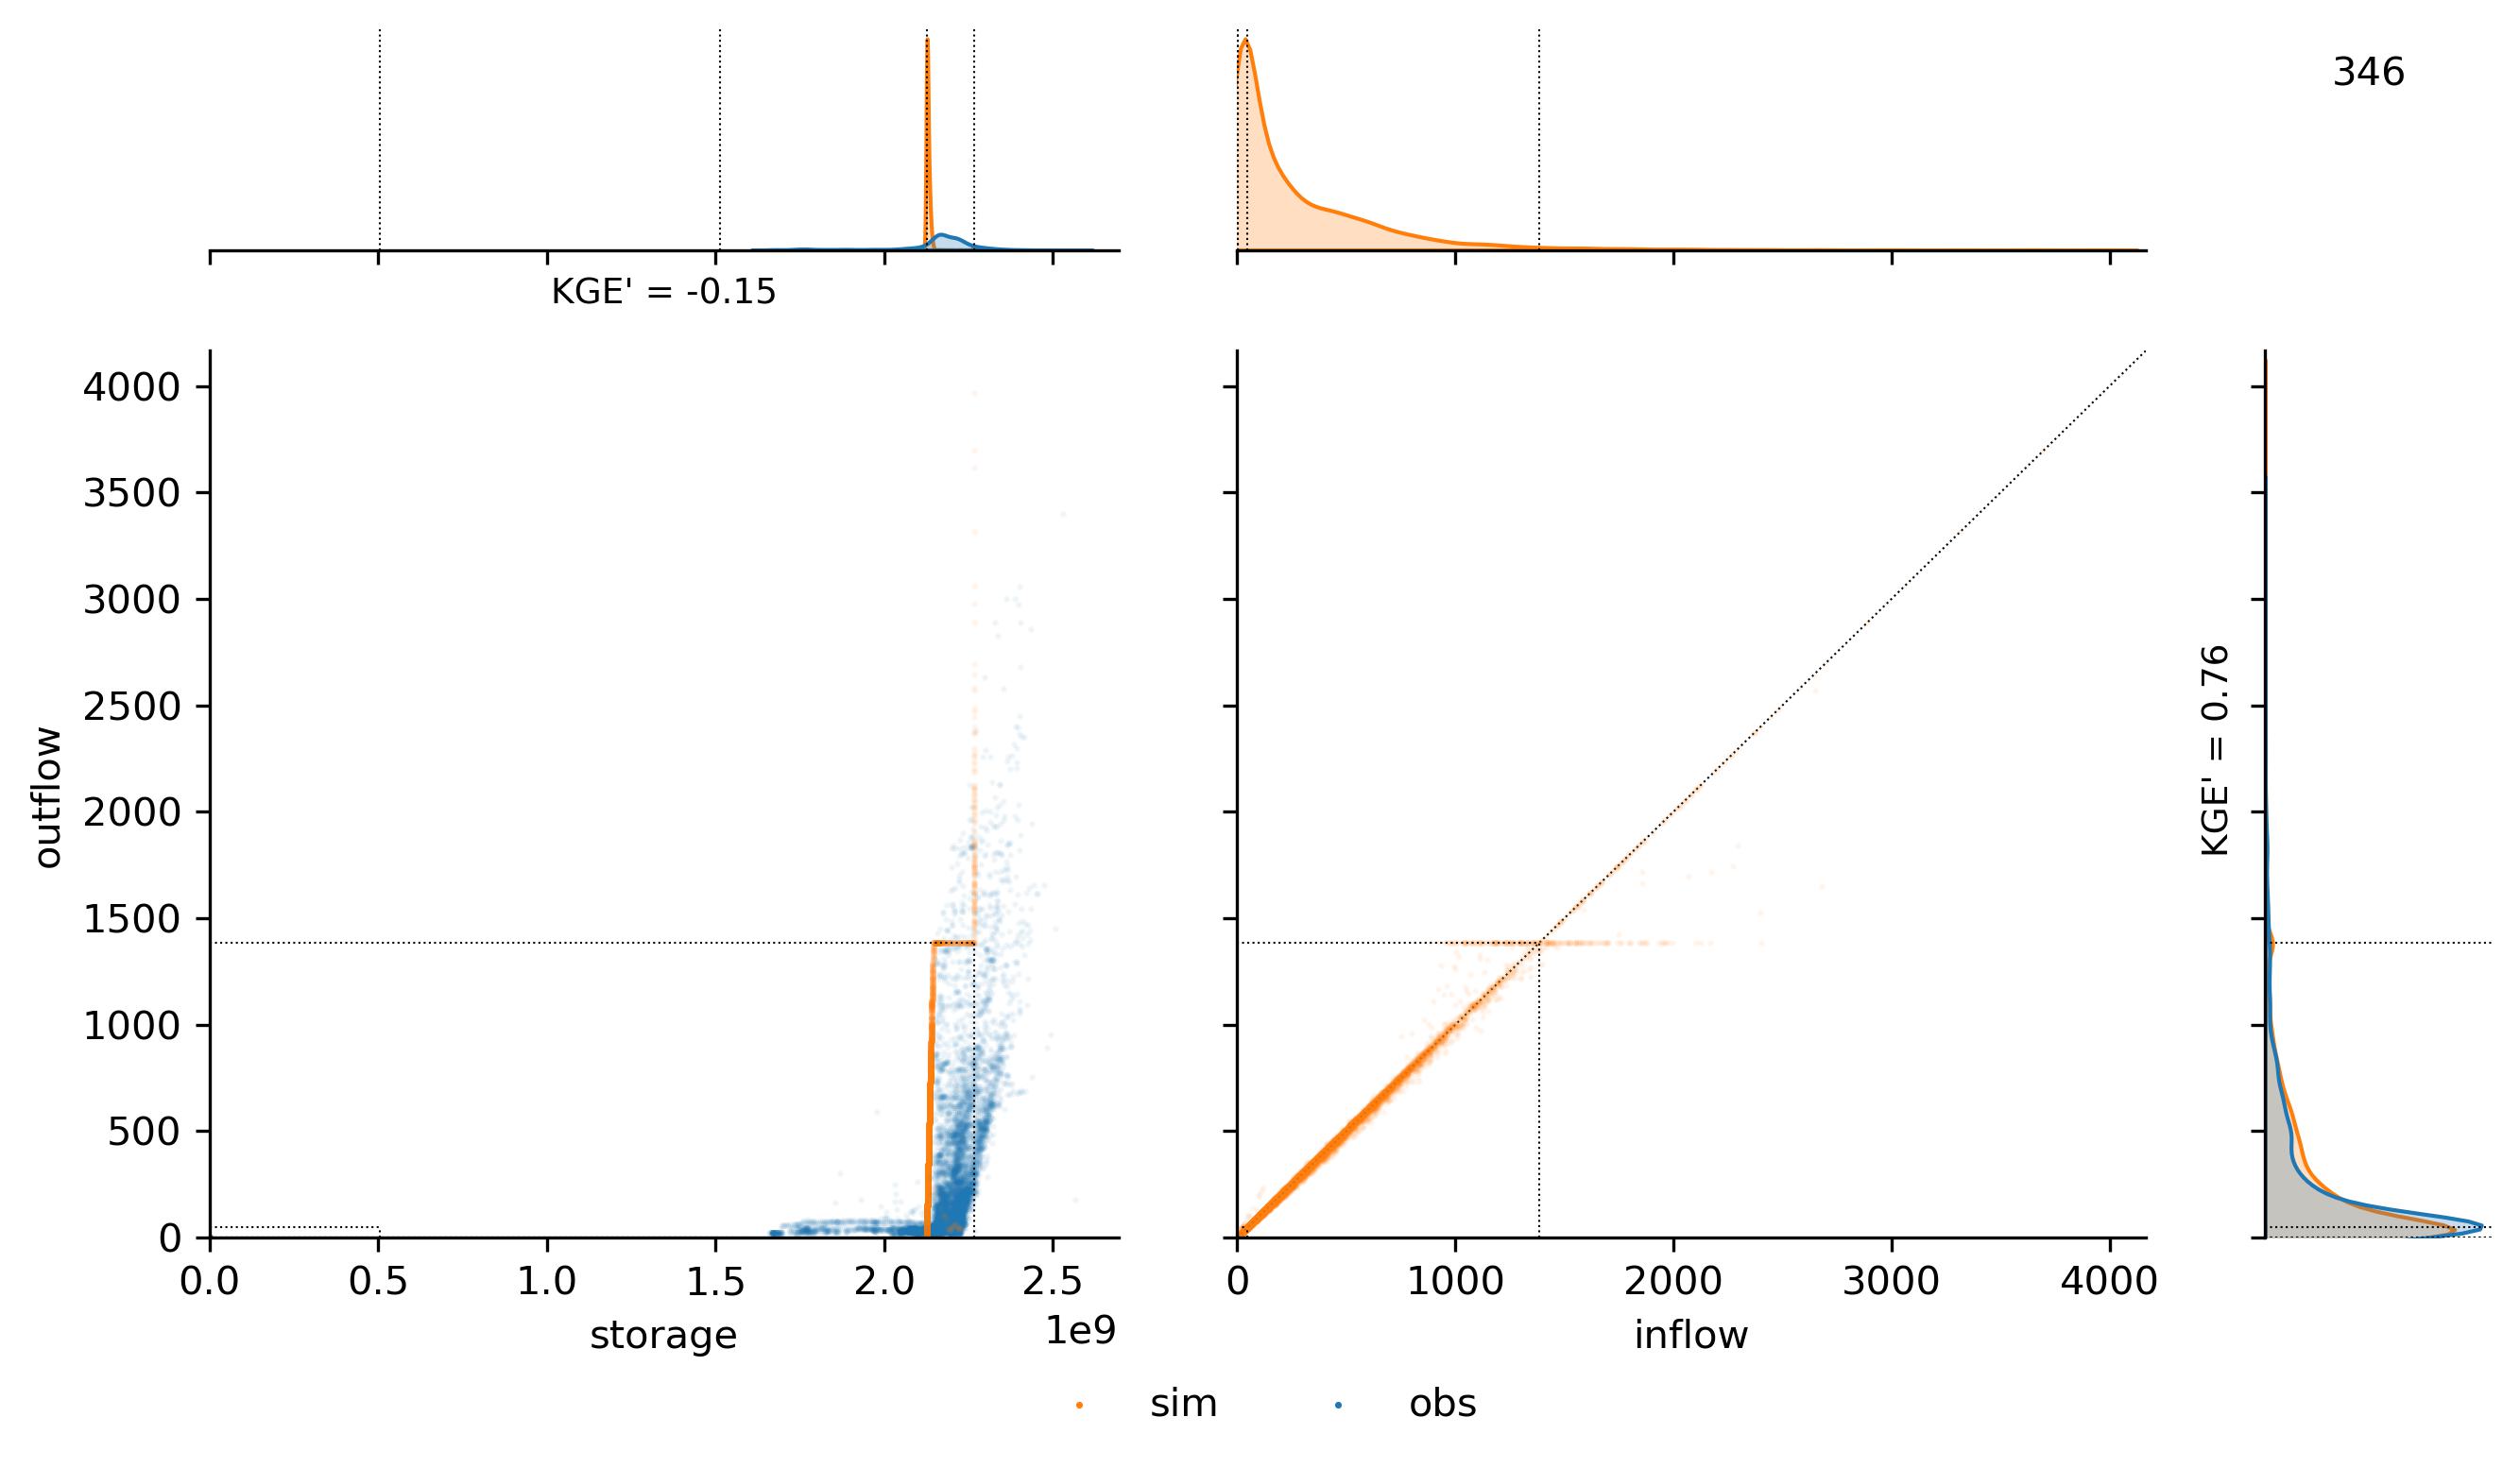 346
KGE' = -0.15
4000
3500
3000
2500
2000
1500
1000
500
0
outflow
KGE' = 0.76
0.0 0.5 1.0 1.5 2.0 2.5
0 1000 2000 3000 4000
storage
1e9
inflow
sim obs